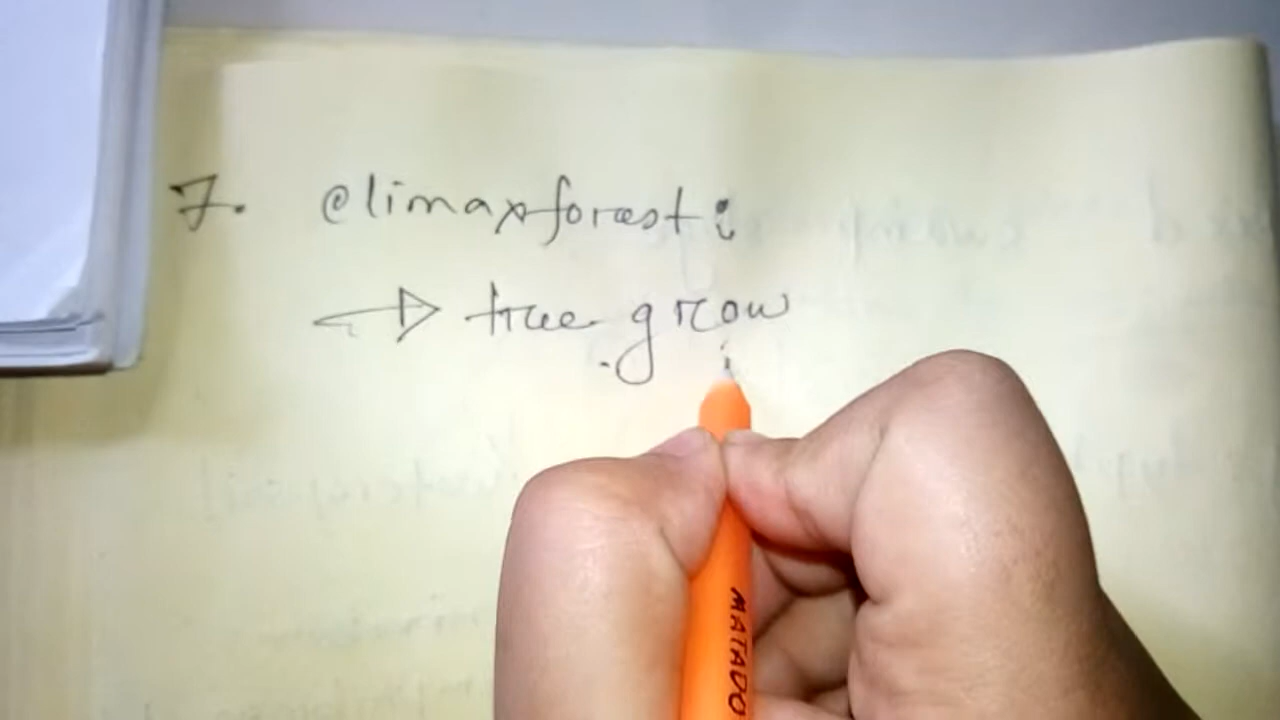 7. Climaxforest:
→ tree grow
MATADO